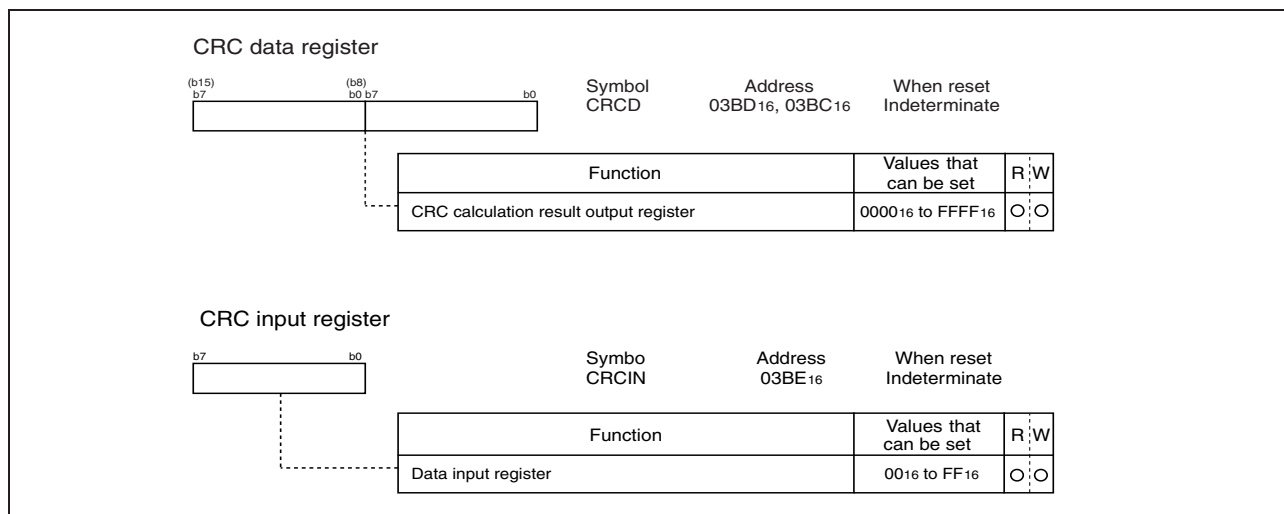 CRC data register
(b15) (b8)
b7 b0 b7 b0
Symbol Address When reset
CRCD 03BD16, 03BC16 Indeterminate
Function Values that can be set R W
CRC calculation result output register 000016 to FFFF16 O O
CRC input register
b7 b0
Symbo Address When reset
CRCIN 03BE16 Indeterminate
Function Values that can be set R W
Data input register 0016 to FF16 O O